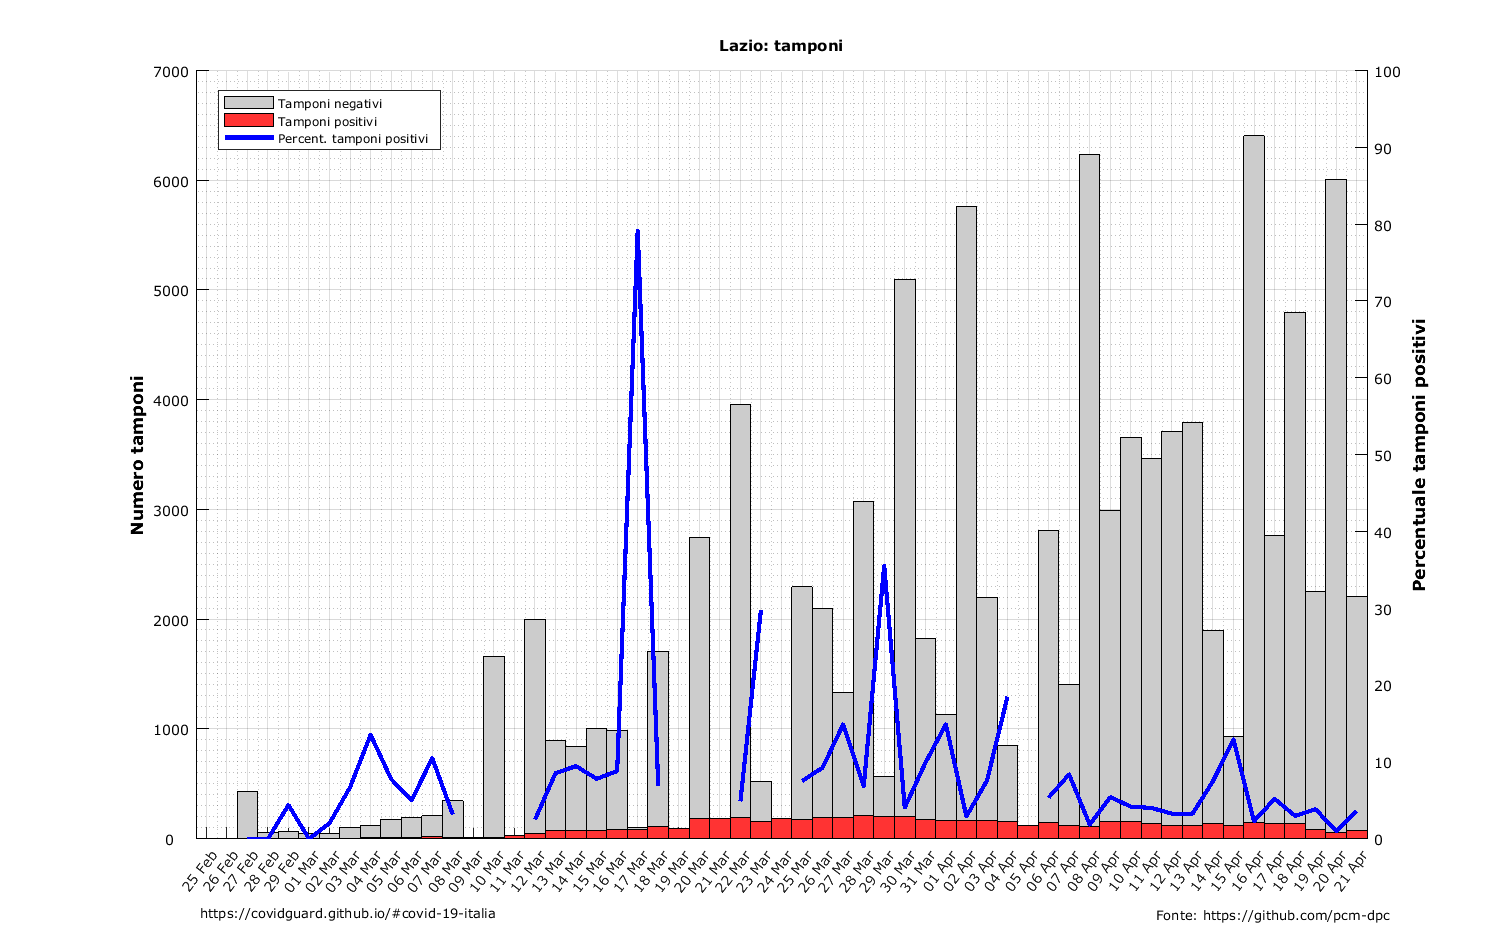 Lazio: tamponi
7000
6000
5000
4000
3000
2000
1000
0
Numero tamponi
Tamponi negativi
Tamponi positivi
Percent. tamponi positivi
100
90
80
70
60
50
40
30
20
10
0
Percentuale tamponi positivi
25 Feb
26 Feb
27 Feb
28 Feb
29 Feb
01 Mar
02 Mar
03 Mar
04 Mar
05 Mar
06 Mar
07 Mar
08 Mar
09 Mar
10 Mar
11 Mar
12 Mar
13 Mar
14 Mar
15 Mar
16 Mar
17 Mar
18 Mar
19 Mar
20 Mar
21 Mar
22 Mar
23 Mar
24 Mar
25 Mar
26 Mar
27 Mar
28 Mar
29 Mar
30 Mar
31 Mar
01 Apr
02 Apr
03 Apr
04 Apr
05 Apr
06 Apr
07 Apr
08 Apr
09 Apr
10 Apr
11 Apr
12 Apr
13 Apr
14 Apr
15 Apr
16 Apr
17 Apr
18 Apr
19 Apr
20 Apr
21 Apr
https://covidguard.github.io/#covid-19-italia
Fonte: https://github.com/pcm-dpc